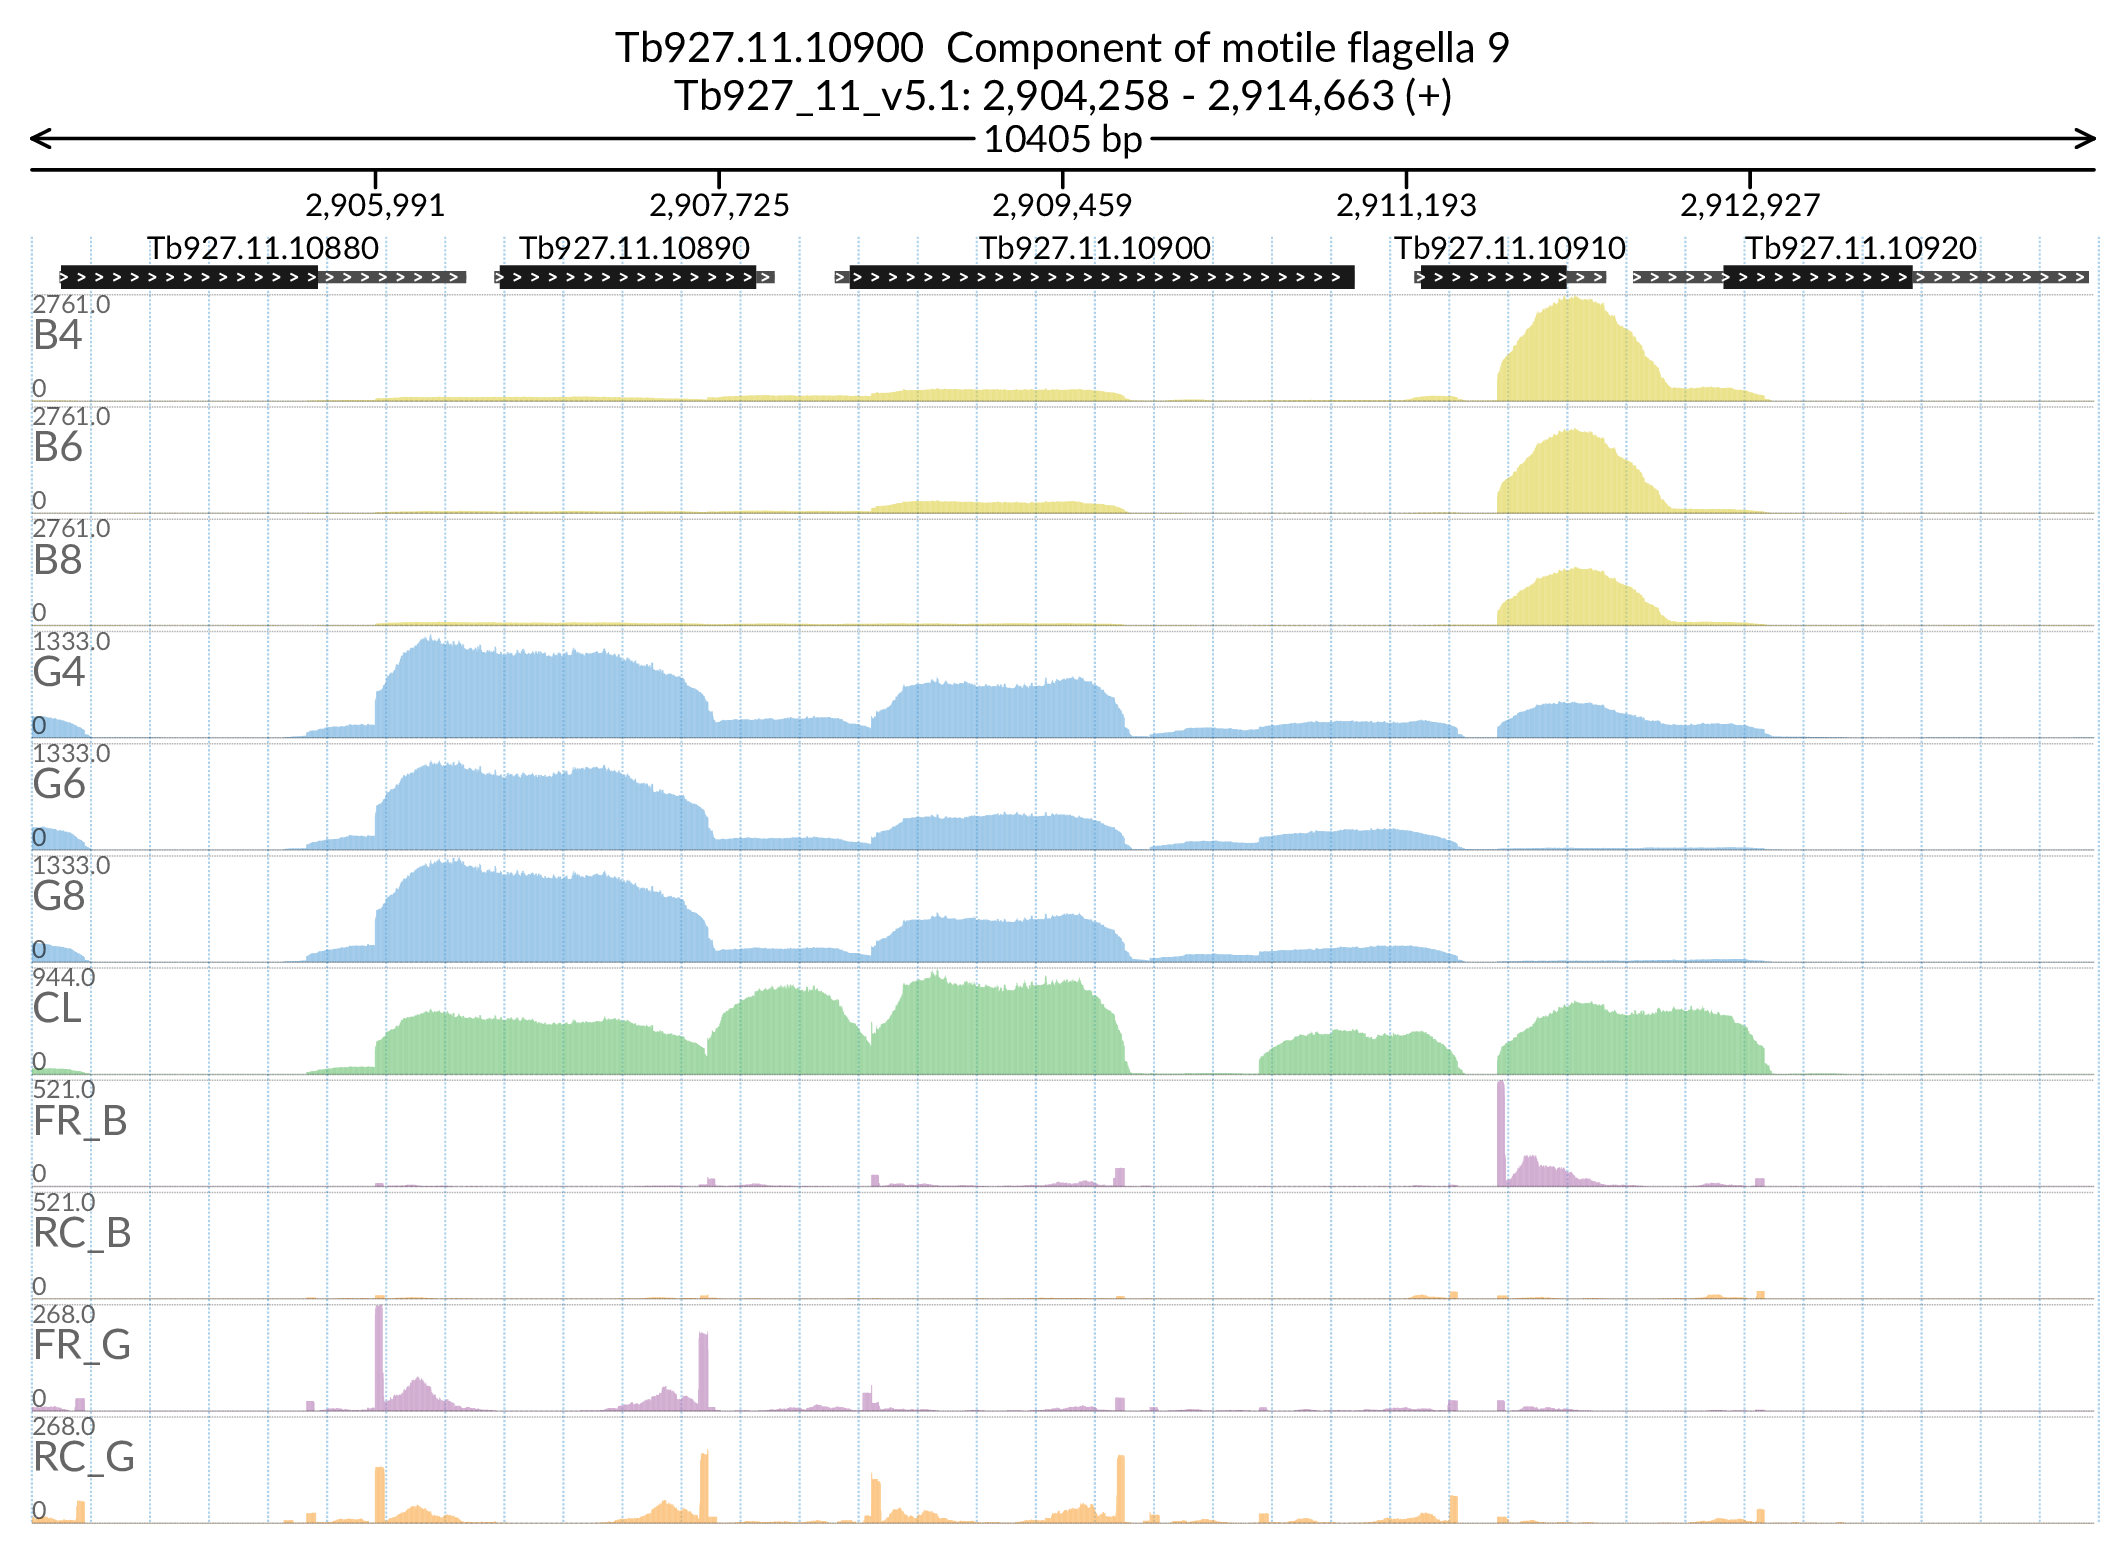 Tb927.11.10900  Component of motile flagella 9
Tb927_11_v5.1: 2,904,258 - 2,914,663 (+)
10405 bp
2,905,991 2,907,725 2,909,459 2,911,193 2,912,927
Tb927.11.10880 Tb927.11.10890 Tb927.11.10900 Tb927.11.10910 Tb927.11.10920
2761.0
B4
0
2761.0
B6
0
2761.0
B8
0
1333.0
G4
0
1333.0
G6
0
1333.0
G8
0
944.0
CL
0
521.0
FR_B
0
521.0
RC_B
0
268.0
FR_G
0
268.0
RC_G
0